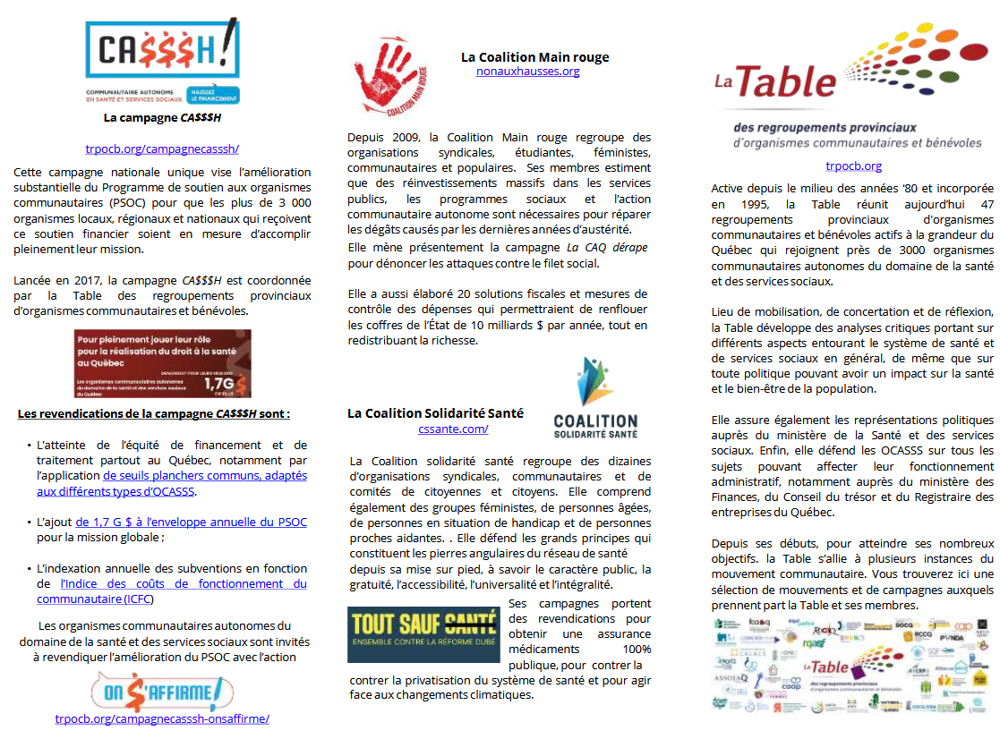 CA$$$H!
COMMUNAUTAIRE AUTONOME
EN SANTÉ ET SERVICES SOCIAUX
HAUSSEZ
LE FINANCEMENT
La campagne CA$$$H
trpocb.org/campagnecasssh/
Cette campagne nationale unique vise l’amélioration
substantielle du Programme de soutien aux organismes
communautaires (PSOC) pour que les plus de 3 000
organismes locaux, régionaux et nationaux qui reçoivent
ce soutien financier soient en mesure d’accomplir
pleinement leur mission.
Lancée en 2017, la campagne CA$$$H est coordonnée
par la Table des regroupements provinciaux
d’organismes communautaires et bénévoles.
Pour pleinement jouer leur rôle
pour la réalisation du droit à la santé
au Québec
DEMANDENT POUR LEURS MISSIONS
Les organismes communautaires autonomes
du domaine de la santé et des services sociaux
du Québec
1,7G $
DE PLUS
Les revendications de la campagne CA$$$H sont :
• L’atteinte de l’équité de financement et de
traitement partout au Québec, notamment par
l’application de seuils planchers communs, adaptés
aux différents types d’OCASSS.
• L’ajout de 1,7 G $ à l’enveloppe annuelle du PSOC
pour la mission globale ;
• L’indexation annuelle des subventions en fonction
de l’Indice des coûts de fonctionnement du
communautaire (ICFC)
Les organismes communautaires autonomes du
domaine de la santé et des services sociaux sont invités
à revendiquer l’amélioration du PSOC avec l’action
ON $'AFFIRME!
trpocb.org/campagnecasssh-onsaffirme/
COALITION MAIN ROUGE
La Coalition Main rouge
nonauxhausses.org
Depuis 2009, la Coalition Main rouge regroupe des
organisations syndicales, étudiantes, féministes,
communautaires et populaires. Ses membres estiment
que des réinvestissements massifs dans les services
publics, les programmes sociaux et l’action
communautaire autonome sont nécessaires pour réparer
les dégâts causés par les dernières années d’austérité.
Elle mène présentement la campagne La CAQ dérape
pour dénoncer les attaques contre le filet social.
Elle a aussi élaboré 20 solutions fiscales et mesures de
contrôle des dépenses qui permettraient de renflouer
les coffres de l’État de 10 milliards $ par année, tout en
redistribuant la richesse.
La Coalition Solidarité Santé
cssante.com/
COALITION
SOLIDARITÉ SANTÉ
La Coalition solidarité santé regroupe des dizaines
d’organisations syndicales, communautaires et de
comités de citoyennes et citoyens. Elle comprend
également des groupes féministes, de personnes âgées,
de personnes en situation de handicap et de personnes
proches aidantes. . Elle défend les grands principes qui
constituent les pierres angulaires du réseau de santé
depuis sa mise sur pied, à savoir le caractère public, la
gratuité, l’accessibilité, l’universalité et l’intégralité.
TOUT SAUF SANTÉ
ENSEMBLE CONTRE LA RÉFORME DUBÉ
Ses campagnes portent
des revendications pour
obtenir une assurance
médicaments 100%
publique, pour contrer la
contrer la privatisation du système de santé et pour agir
face aux changements climatiques.
La Table
des regroupements provinciaux
d’organismes communautaires et bénévoles
trpocb.org
Active depuis le milieu des années ‘80 et incorporée
en 1995, la Table réunit aujourd’hui 47
regroupements provinciaux d'organismes
communautaires et bénévoles actifs à la grandeur du
Québec qui rejoignent près de 3000 organismes
communautaires autonomes du domaine de la santé
et des services sociaux.
Lieu de mobilisation, de concertation et de réflexion,
la Table développe des analyses critiques portant sur
différents aspects entourant le système de santé et
de services sociaux en général, de même que sur
toute politique pouvant avoir un impact sur la santé
et le bien-être de la population.
Elle assure également les représentations politiques
auprès du ministère de la Santé et des services
sociaux. Enfin, elle défend les OCASSS sur tous les
sujets pouvant affecter leur fonctionnement
administratif, notamment auprès du ministère des
Finances, du Conseil du trésor et du Registraire des
entreprises du Québec.
Depuis ses débuts, pour atteindre ses nombreux
objectifs. la Table s’allie à plusieurs instances du
mouvement communautaire. Vous trouverez ici une
sélection de mouvements et de campagnes auxquels
prennent part la Table et ses membres.
ROCQ
CALACS
rqasf
SQF
ASSOIAQ
coap
La Table
des regroupements provinciaux
d’organismes communautaires et bénévoles